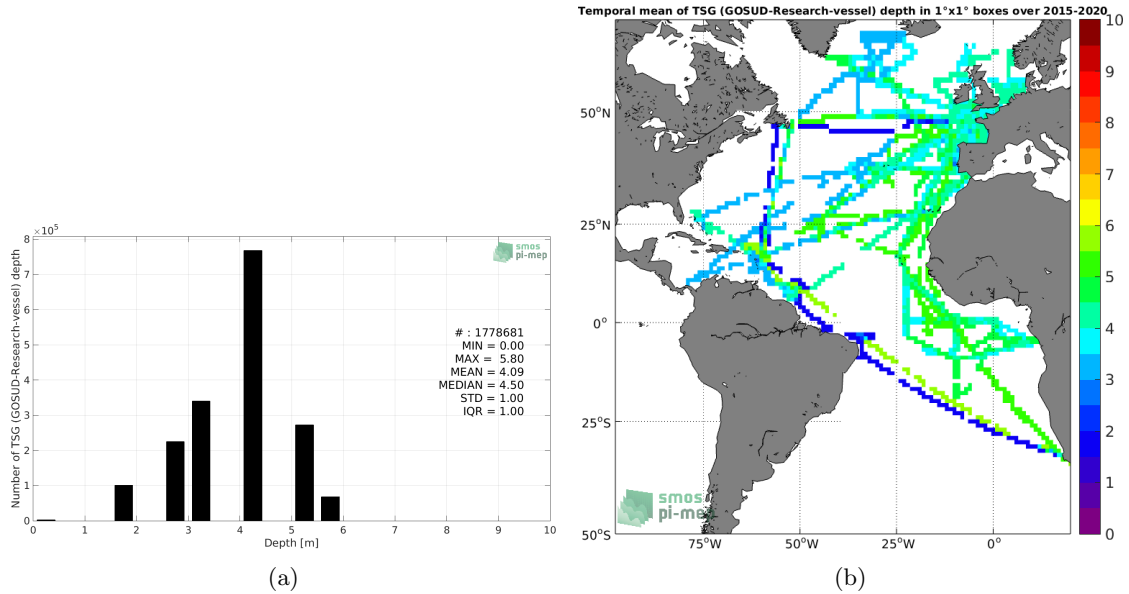 ×10⁵
8
7
6
5
4
3
2
1
0
Number of TSG (GOSUD-Research-vessel) depth
smos
pi-mep
# : 1778681
MIN = 0.00
MAX = 5.80
MEAN = 4.09
MEDIAN = 4.50
STD = 1.00
IQR = 1.00
0 1 2 3 4 5 6 7 8 9 10
Depth [m]
(a)
Temporal mean of TSG (GOSUD-Research-vessel) depth in 1°x1° boxes over 2015-2020
50°N
25°N
0°
25°S
50°S
75°W 50°W 25°W 0°
smos
pi-mep
10
9
8
7
6
5
4
3
2
1
0
(b)